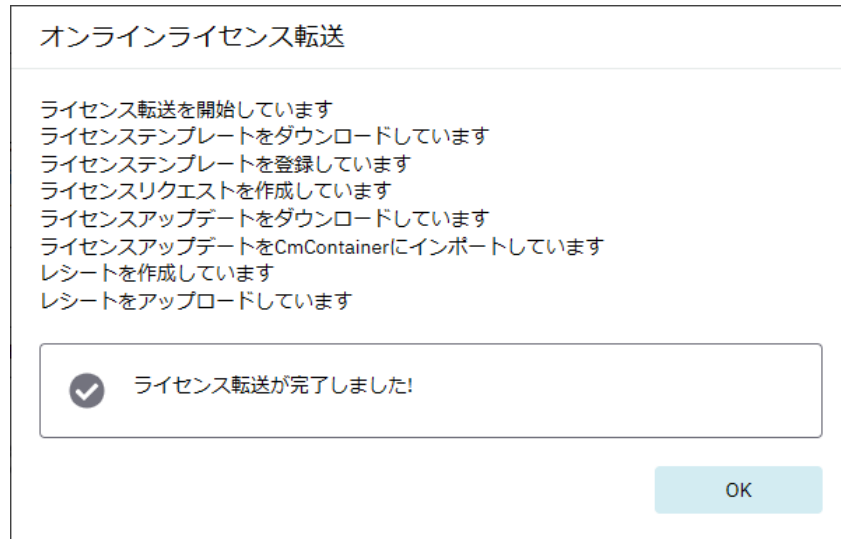 オンラインライセンス転送
ライセンス転送を開始しています
ライセンステンプレートをダウンロードしています
ライセンステンプレートを登録しています
ライセンスリクエストを作成しています
ライセンスアップデートをダウンロードしています
ライセンスアップデートをCmContainerにインポートしています
レシートを作成しています
レシートをアップロードしています
ライセンス転送が完了しました!
OK